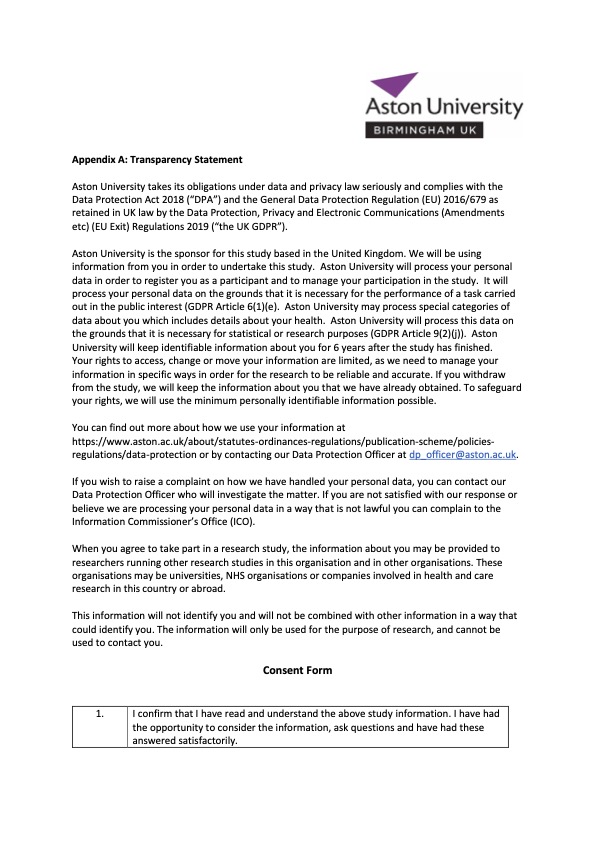 Aston University
BIRMINGHAM UK
Appendix A: Transparency Statement
Aston University takes its obligations under data and privacy law seriously and complies with the
Data Protection Act 2018 (“DPA”) and the General Data Protection Regulation (EU) 2016/679 as
retained in UK law by the Data Protection, Privacy and Electronic Communications (Amendments
etc) (EU Exit) Regulations 2019 (“the UK GDPR”).
Aston University is the sponsor for this study based in the United Kingdom. We will be using
information from you in order to undertake this study.  Aston University will process your personal
data in order to register you as a participant and to manage your participation in the study.  It will
process your personal data on the grounds that it is necessary for the performance of a task carried
out in the public interest (GDPR Article 6(1)(e).  Aston University may process special categories of
data about you which includes details about your health.  Aston University will process this data on
the grounds that it is necessary for statistical or research purposes (GDPR Article 9(2)(j)).  Aston
University will keep identifiable information about you for 6 years after the study has finished.
Your rights to access, change or move your information are limited, as we need to manage your
information in specific ways in order for the research to be reliable and accurate. If you withdraw
from the study, we will keep the information about you that we have already obtained. To safeguard
your rights, we will use the minimum personally identifiable information possible.
You can find out more about how we use your information at
https://www.aston.ac.uk/about/statutes-ordinances-regulations/publication-scheme/policies-
regulations/data-protection or by contacting our Data Protection Officer at dp_officer@aston.ac.uk.
If you wish to raise a complaint on how we have handled your personal data, you can contact our
Data Protection Officer who will investigate the matter. If you are not satisfied with our response or
believe we are processing your personal data in a way that is not lawful you can complain to the
Information Commissioner’s Office (ICO).
When you agree to take part in a research study, the information about you may be provided to
researchers running other research studies in this organisation and in other organisations. These
organisations may be universities, NHS organisations or companies involved in health and care
research in this country or abroad.
This information will not identify you and will not be combined with other information in a way that
could identify you. The information will only be used for the purpose of research, and cannot be
used to contact you.
Consent Form
1. I confirm that I have read and understand the above study information. I have had
the opportunity to consider the information, ask questions and have had these
answered satisfactorily.